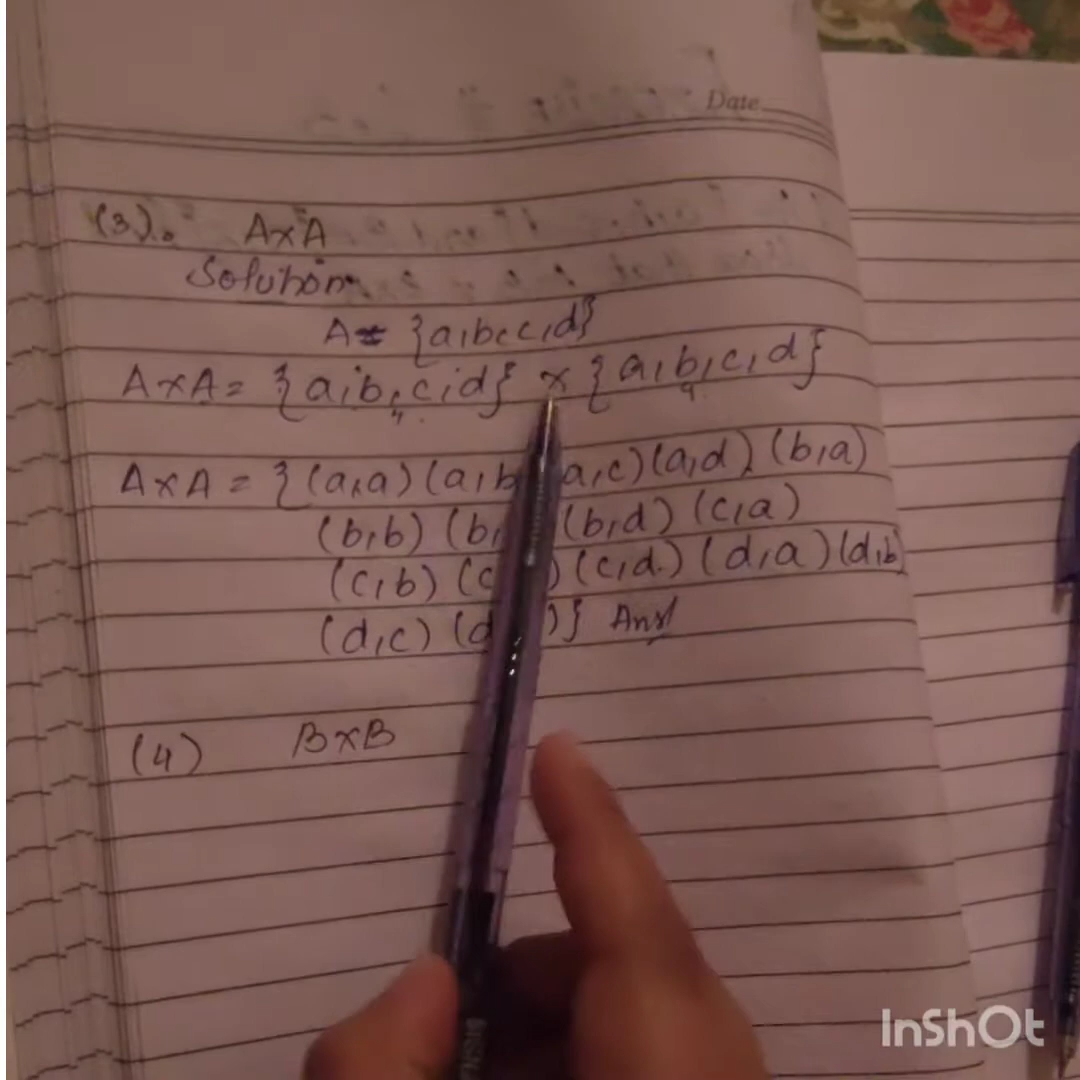 Date
(3). AxA
Solution
A= {a,b,c,d}
AxA= {a,b,c,d} x {a,b,c,d}
AxA = {(a,a) (a,b a,c) (a,d) (b,a)
(b,b) (b, (b,d) (c,a)
(c,b) (c ) (c,d) (d,a) (d,b)
(d,c) (d )} Ans
(4) BxB
InShOt